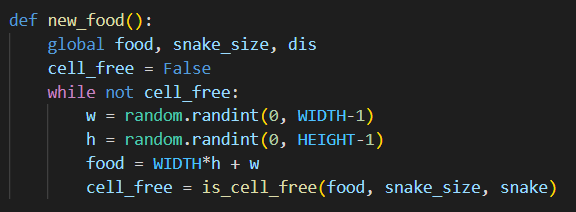 def new_food():
    global food, snake_size, dis
    cell_free = False
    while not cell_free:
        w = random.randint(0, WIDTH-1)
        h = random.randint(0, HEIGHT-1)
        food = WIDTH*h + w
        cell_free = is_cell_free(food, snake_size, snake)